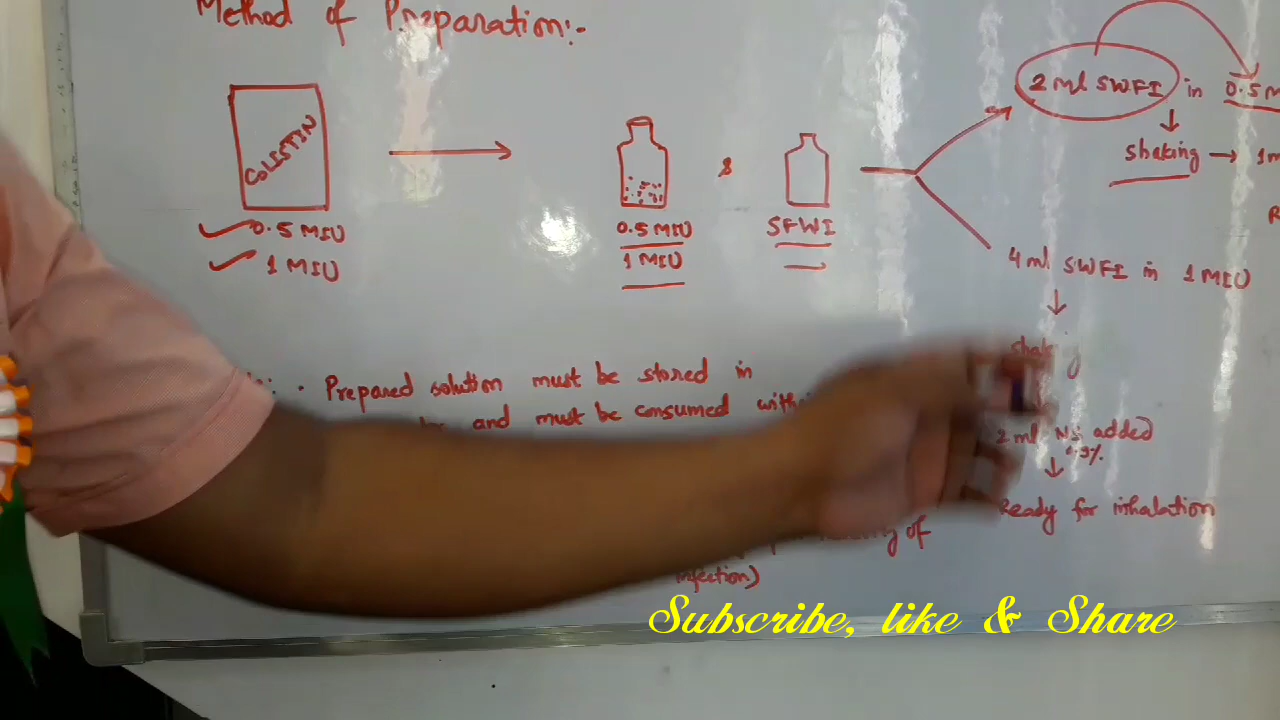 Method of Preparation:-
COLISTIN
0.5 MIU
1 MIU
0.5 MIU
1 MIU
&
SFWI
2 ml SWFI in 0.5 M
shaking → 1m
4 ml SWFI in 1 MIU
2 ml NS added
0.9%
Ready for inhalation
• Prepared solution must be stored in
and must be consumed
of
infection)
Subscribe, like & Share